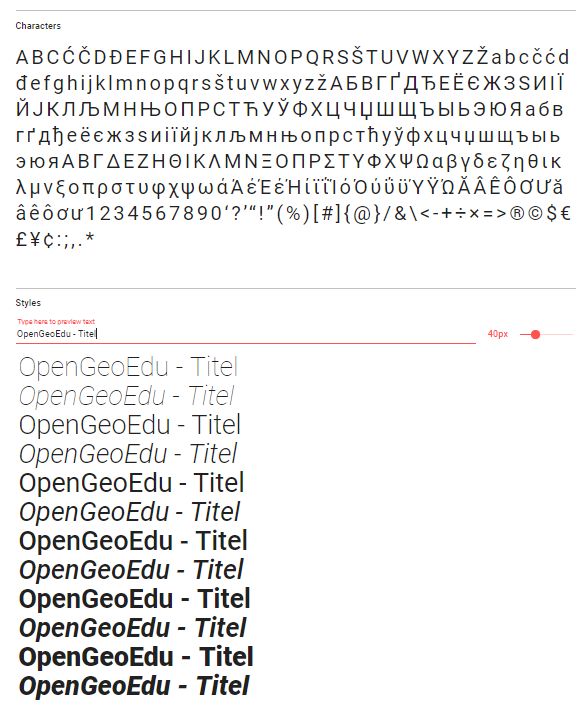 Characters
ABCĆČDĐEFGHIJKLMNOPQRSŠTUVWXYZŽabcčćd
đefghijklmnopqrsštuvwxyzžАБВГҐДЂЕЁЄЖЗЅИІЇ
ЙЈКЛЉМНЊОПРСТЋУЎФХЦЧЏШЩЪЫЬЭЮЯабв
гґдђеёєжзѕиіїйјклљмнњопрстћуўфхцчџшщъыь
эюяΑΒΓΔΕΖΗΘΙΚΛΜΝΞΟΠΡΣΤΥΦΧΨΩαβγδεζηθικ
λμνξοπρστυφχψωάΆέΈέΉίϊΐΪόΌύΰϋΎΫΏĂÂÊÔƠƯă
âêôơư1234567890‘?’“!”(%)[#]{@}/&\<-+÷×=>®©$€
£¥¢:;,.*
Styles
Type here to preview text
OpenGeoEdu - Titel
40px
OpenGeoEdu - Titel
OpenGeoEdu - Titel
OpenGeoEdu - Titel
OpenGeoEdu - Titel
OpenGeoEdu - Titel
OpenGeoEdu - Titel
OpenGeoEdu - Titel
OpenGeoEdu - Titel
OpenGeoEdu - Titel
OpenGeoEdu - Titel
OpenGeoEdu - Titel
OpenGeoEdu - Titel